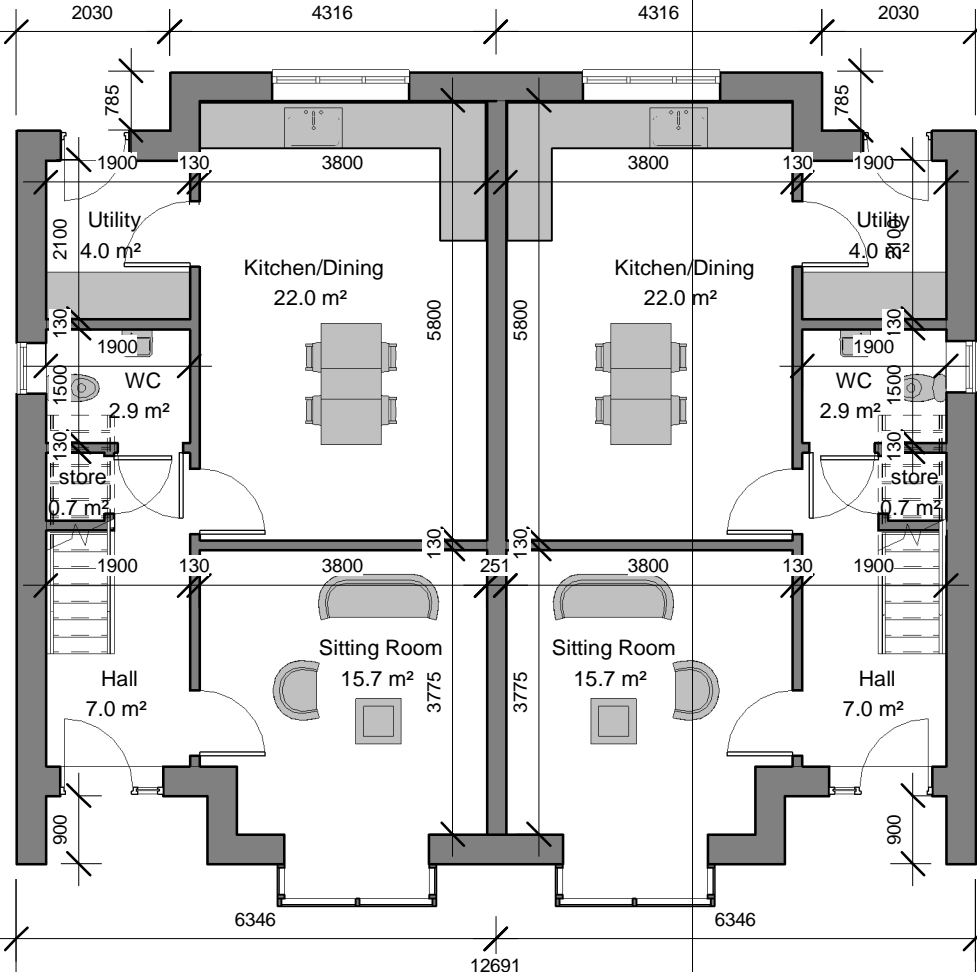 2030 4316 4316 2030
785 785
1900 130 3800 3800 130 1900
Utility Utility
2100 4.0 m² 4.0 m² 2100
Kitchen/Dining Kitchen/Dining
22.0 m² 22.0 m²
130 5800 5800 130
1900 1900
WC WC
1500 2.9 m² 2.9 m² 1500
130 130
store store
0.7 m² 0.7 m²
130 130
1900 130 3800 251 3800 130 1900
Sitting Room Sitting Room
15.7 m² 15.7 m²
Hall 3775 3775 Hall
7.0 m² 7.0 m²
900 900
6346 6346
12691